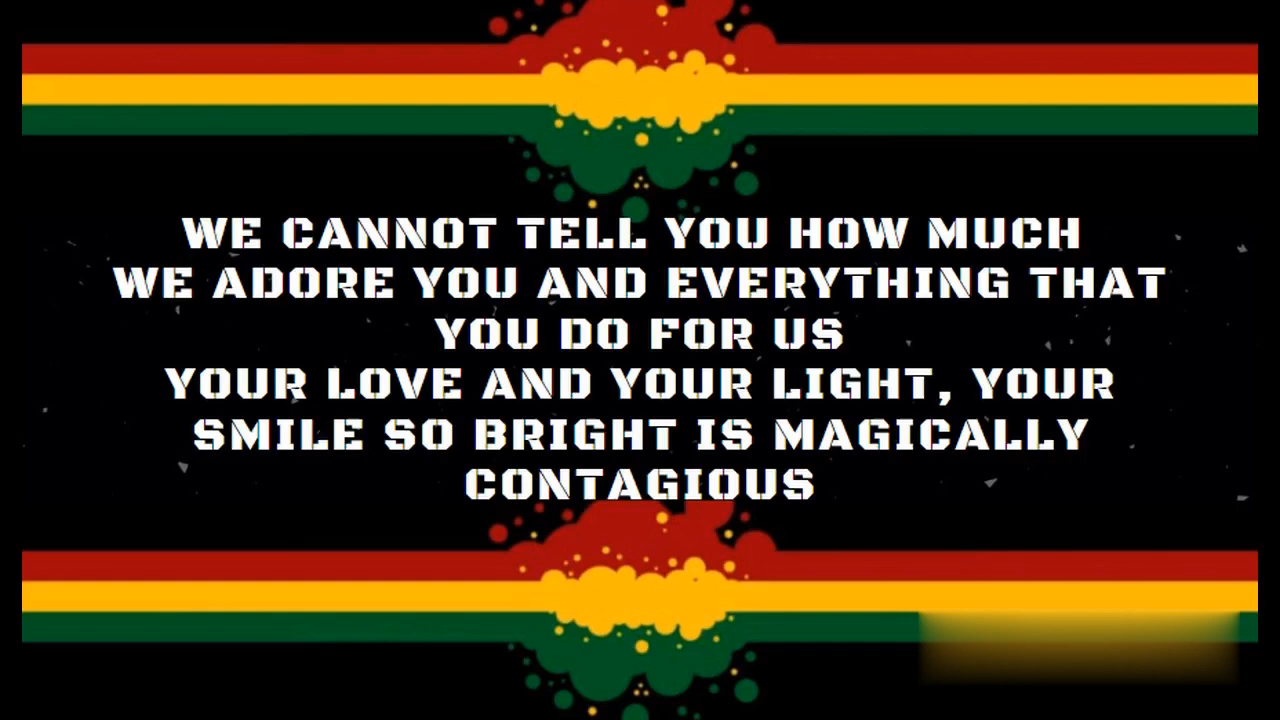 WE CANNOT TELL YOU HOW MUCH
WE ADORE YOU AND EVERYTHING THAT
YOU DO FOR US
YOUR LOVE AND YOUR LIGHT, YOUR
SMILE SO BRIGHT IS MAGICALLY
CONTAGIOUS